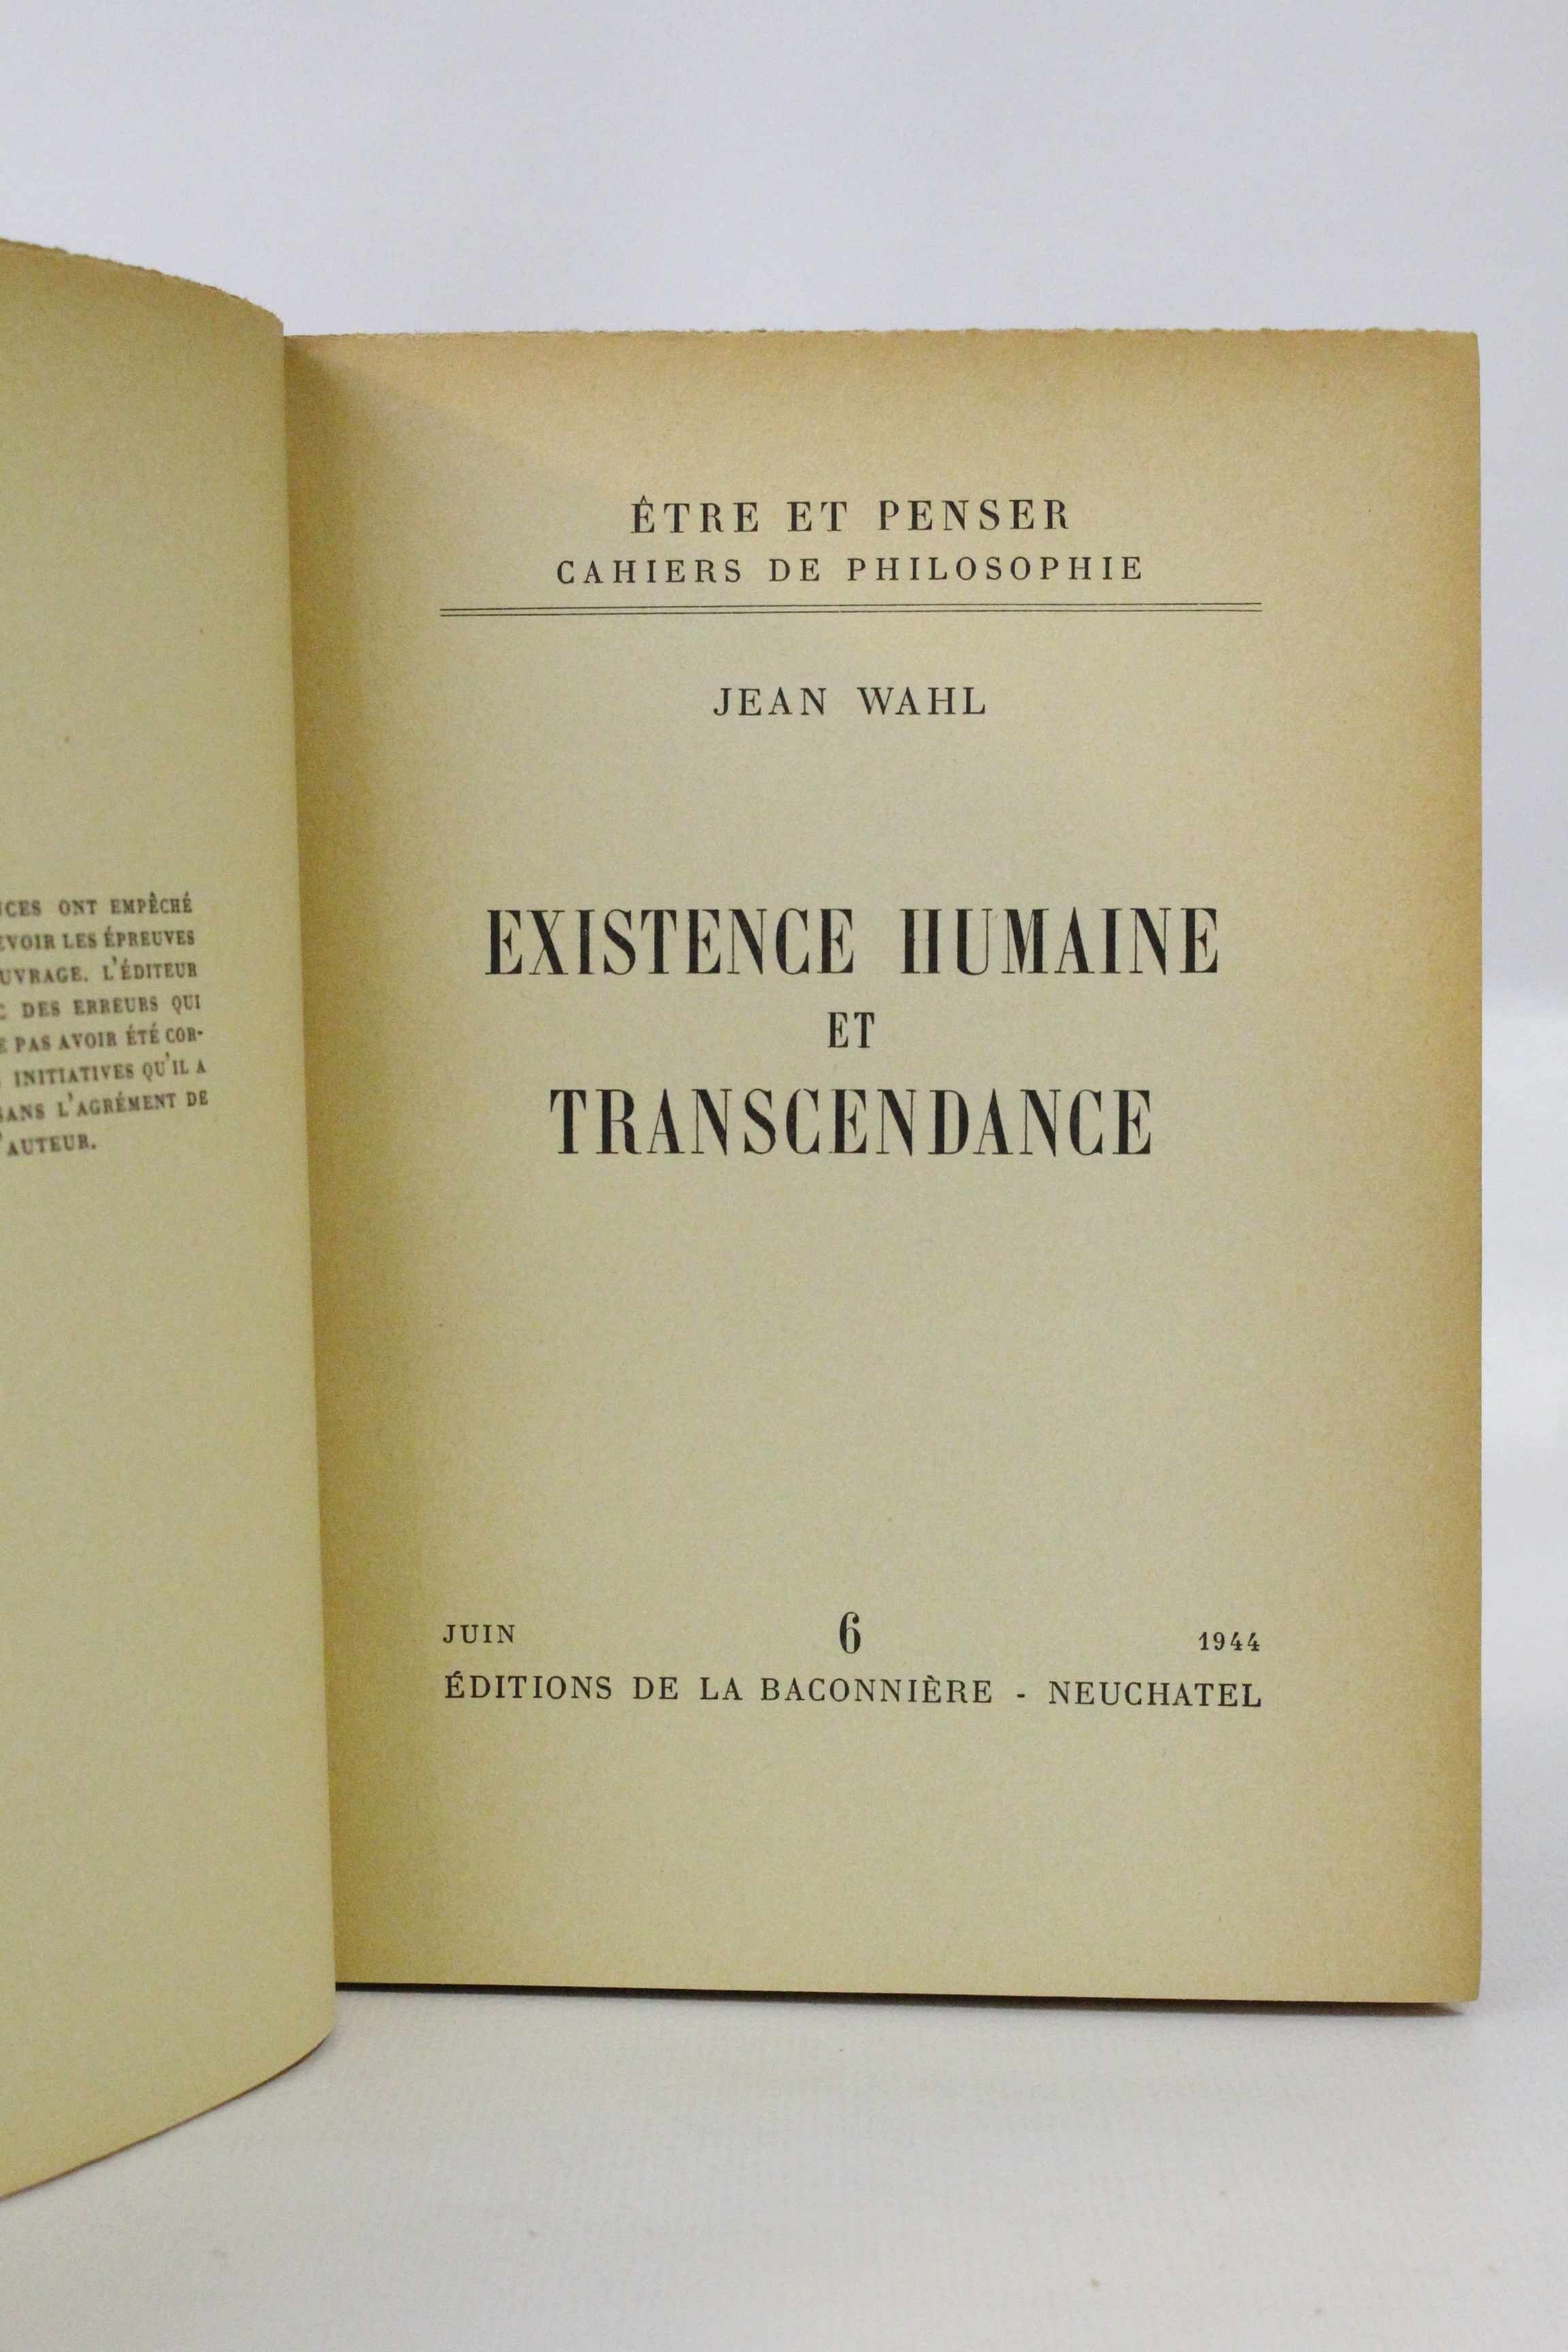 ONT EMPÊCHÉ
LES ÉPREUVES
L'ÉDITEUR
DES ERREURS QUI
PAS AVOIR ÉTÉ COR-
INITIATIVES QU'IL A
L'AGRÉMENT DE
AUTEUR.
ÊTRE ET PENSER
CAHIERS DE PHILOSOPHIE
JEAN WAHL
EXISTENCE HUMAINE
ET
TRANSCENDANCE
JUIN 6 1944
ÉDITIONS DE LA BACONNIÈRE - NEUCHATEL